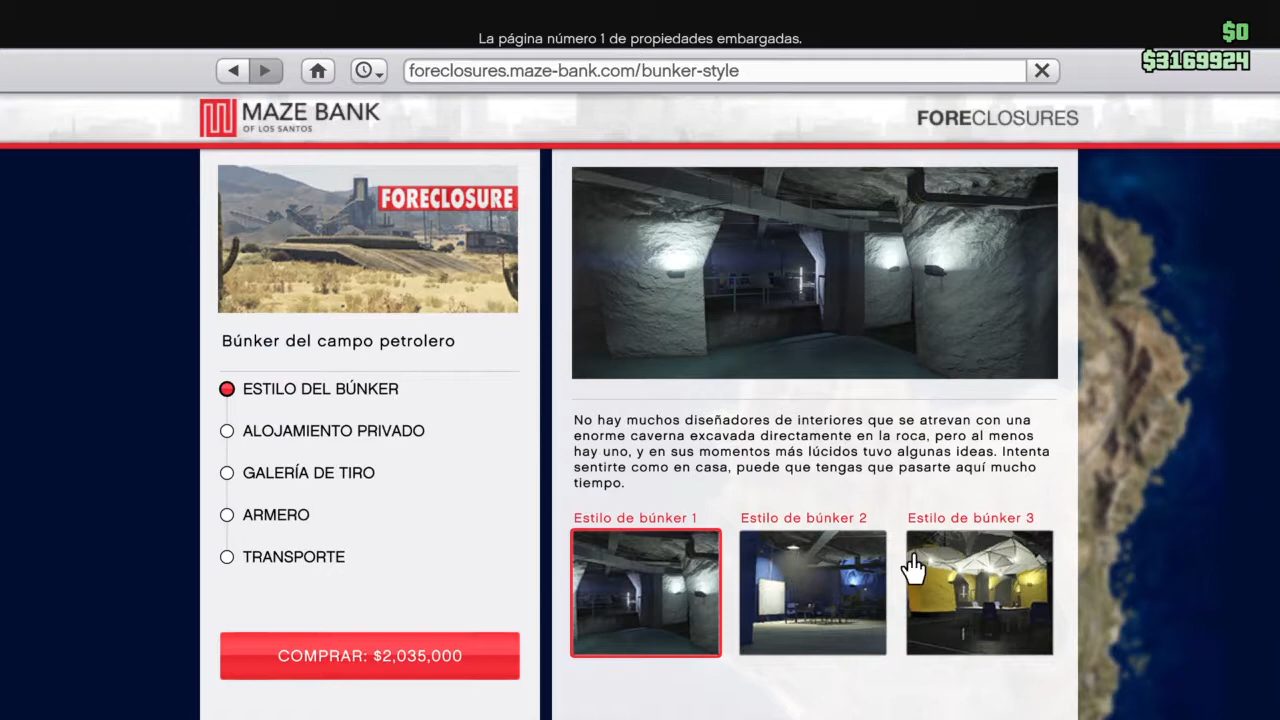 La página número 1 de propiedades embargadas.
$0
$3169924
foreclosures.maze-bank.com/bunker-style
MAZE BANK
OF LOS SANTOS
FORECLOSURES
FORECLOSURE
Búnker del campo petrolero
ESTILO DEL BÚNKER
ALOJAMIENTO PRIVADO
GALERÍA DE TIRO
ARMERO
TRANSPORTE
COMPRAR: $2,035,000
No hay muchos diseñadores de interiores que se atrevan con una
enorme caverna excavada directamente en la roca, pero al menos
hay uno, y en sus momentos más lúcidos tuvo algunas ideas. Intenta
sentirte como en casa, puede que tengas que pasarte aquí mucho
tiempo.
Estilo de búnker 1
Estilo de búnker 2
Estilo de búnker 3